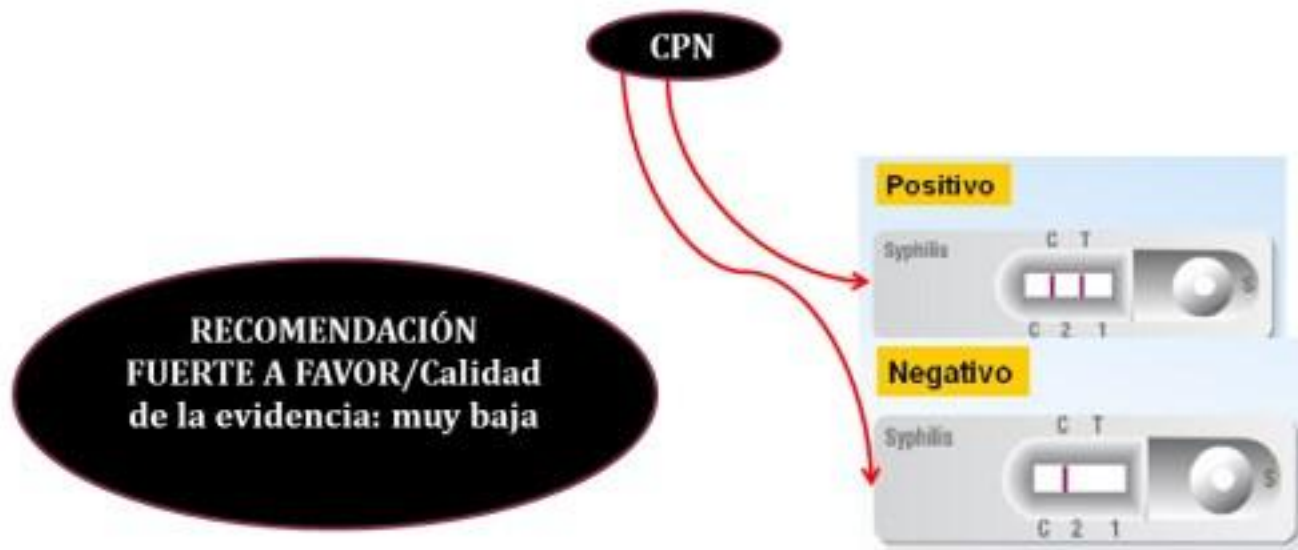 CPN
RECOMENDACIÓN
FUERTE A FAVOR/Calidad
de la evidencia: muy baja
Positivo
Syphilis
C T
S
C 2 1
Negativo
Syphilis
C T
S
C 2 1